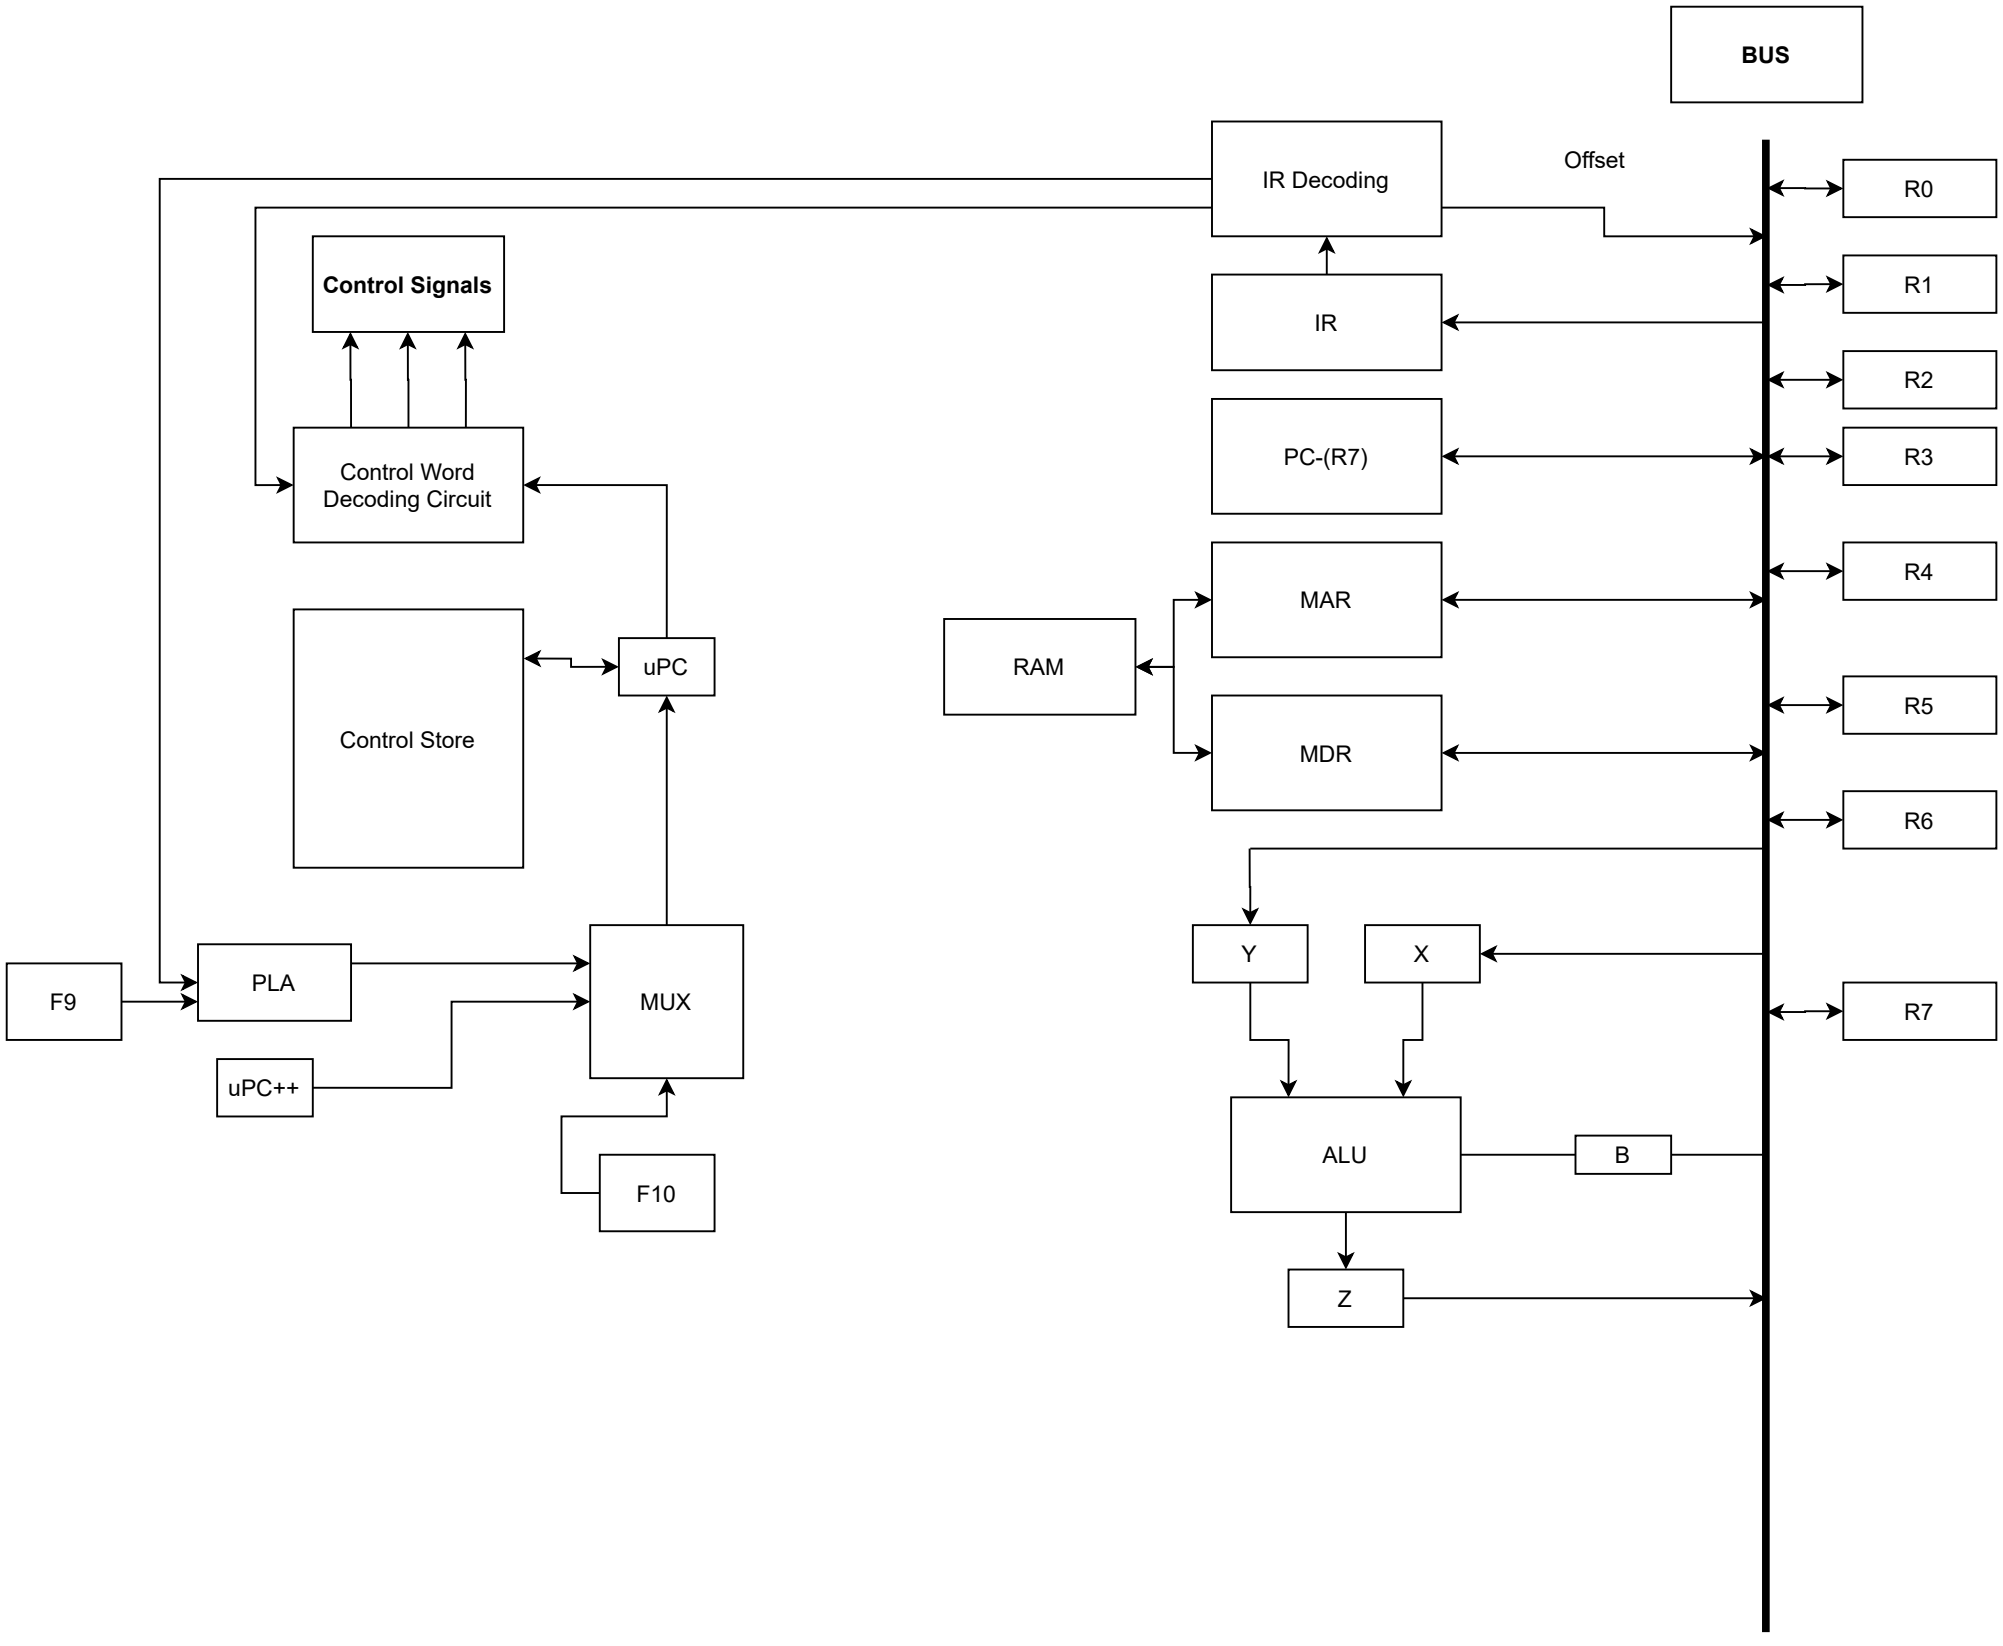 BUS
Offset
IR Decoding
R0
Control Signals
R1
IR
R2
PC-(R7)
R3
Control Word
Decoding Circuit
R4
MAR
RAM
uPC
R5
Control Store
MDR
R6
Y
X
PLA
F9
MUX
R7
uPC++
ALU
B
F10
Z